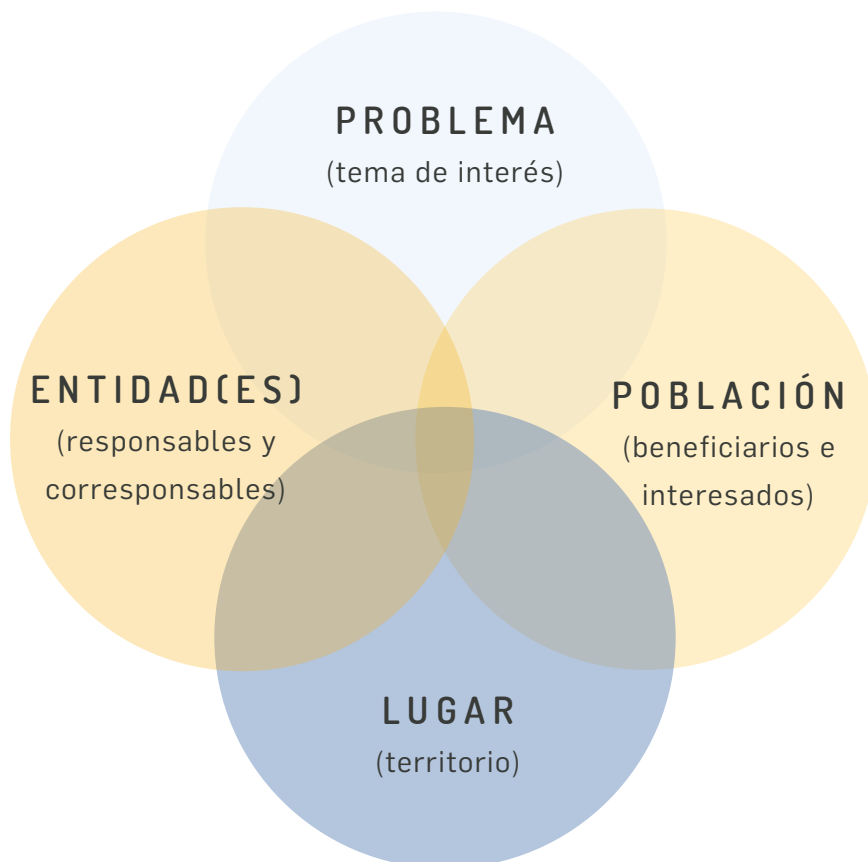 PROBLEMA
(tema de interés)
ENTIDAD(ES)
(responsables y
corresponsables)
POBLACIÓN
(beneficiarios e
interesados)
LUGAR
(territorio)